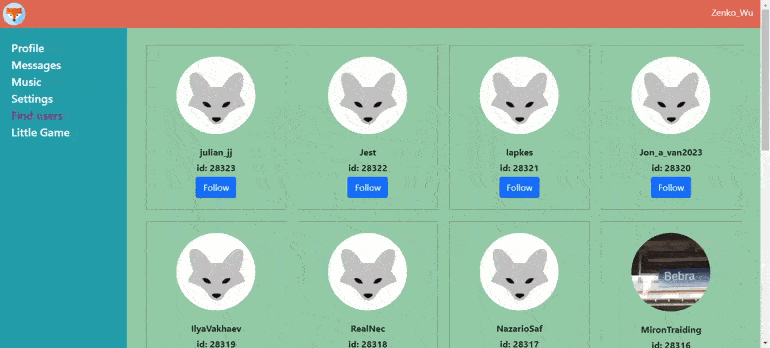 Zenko_Wu
Profile
Messages
Music
Settings
Find users
Little Game
julian_jj
id: 28323
Follow
Jest
id: 28322
Follow
lapkes
id: 28321
Follow
Jon_a_van2023
id: 28320
Follow
IlyaVakhaev
id: 28319
RealNec
id: 28318
NazarioSaf
id: 28317
Bebra
MironTraiding
id: 28316